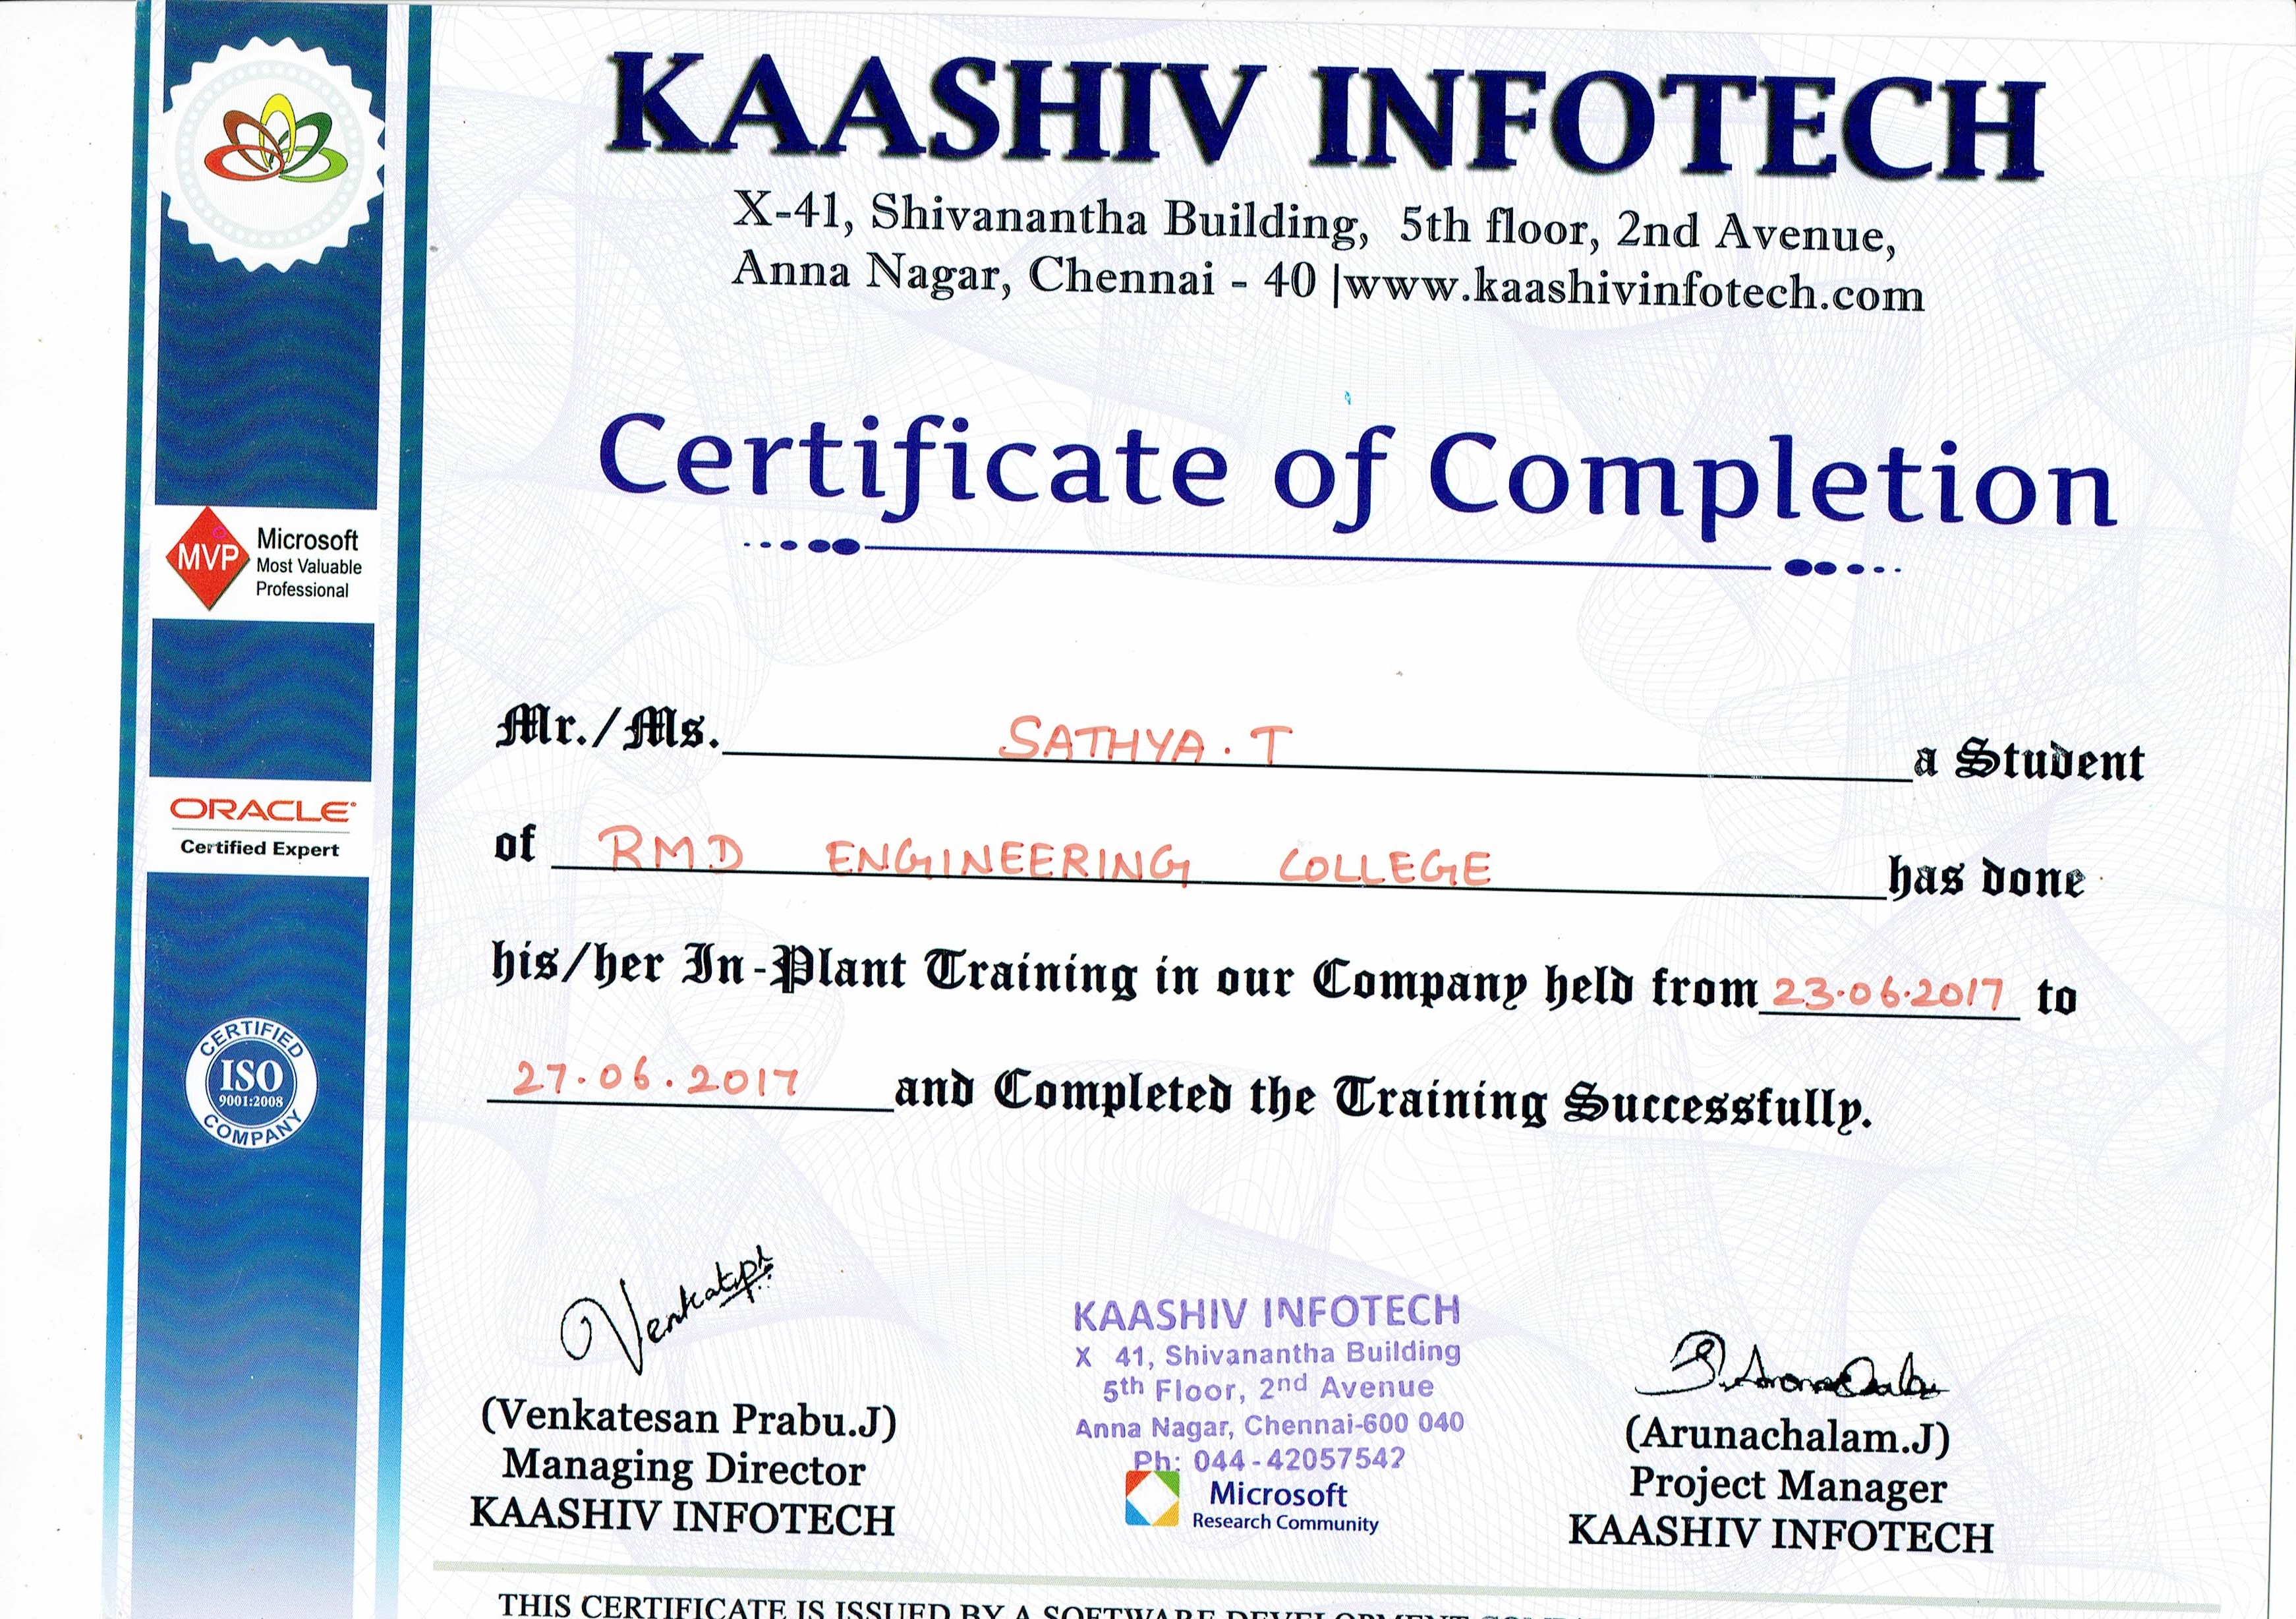 KAASHIV INFOTECH
X-41, Shivanantha Building, 5th floor, 2nd Avenue,
Anna Nagar, Chennai - 40 |www.kaashivinfotech.com
Certificate of Completion
MVP
Microsoft
Most Valuable
Professional
Mr./Ms. SATHYA.T a Student
ORACLE
Certified Expert
of RMD ENGINEERING COLLEGE has done
his/her In-Plant Training in our Company held from 23.06.2017 to
CERTIFIED
ISO
9001:2008
COMPANY
27.06.2017 and Completed the Training Successfully.
(Venkatesan Prabu.J)
Managing Director
KAASHIV INFOTECH
KAASHIV INFOTECH
X 41, Shivanantha Building
5th Floor, 2nd Avenue
Anna Nagar, Chennai-600 040
Ph: 044-42057542
Microsoft
Research Community
(Arunachalam.J)
Project Manager
KAASHIV INFOTECH
THIS CERTIFICATE IS ISSUED BY A SOFTWARE DEVELOPMENT